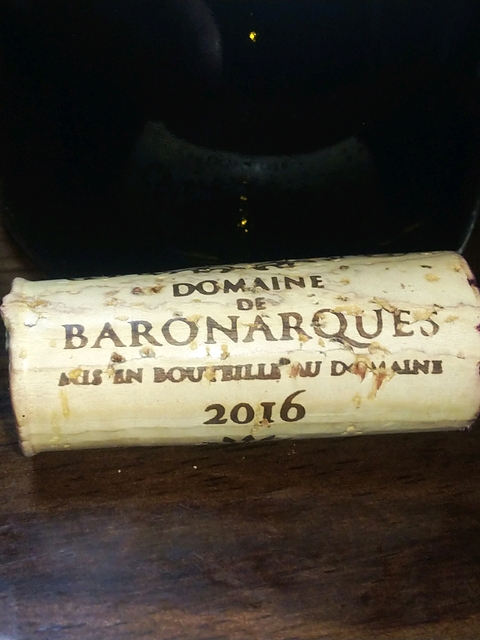 DOMAINE
DE
BARONARQUES
MIS EN BOUTEILLE AU DOMAINE
2016